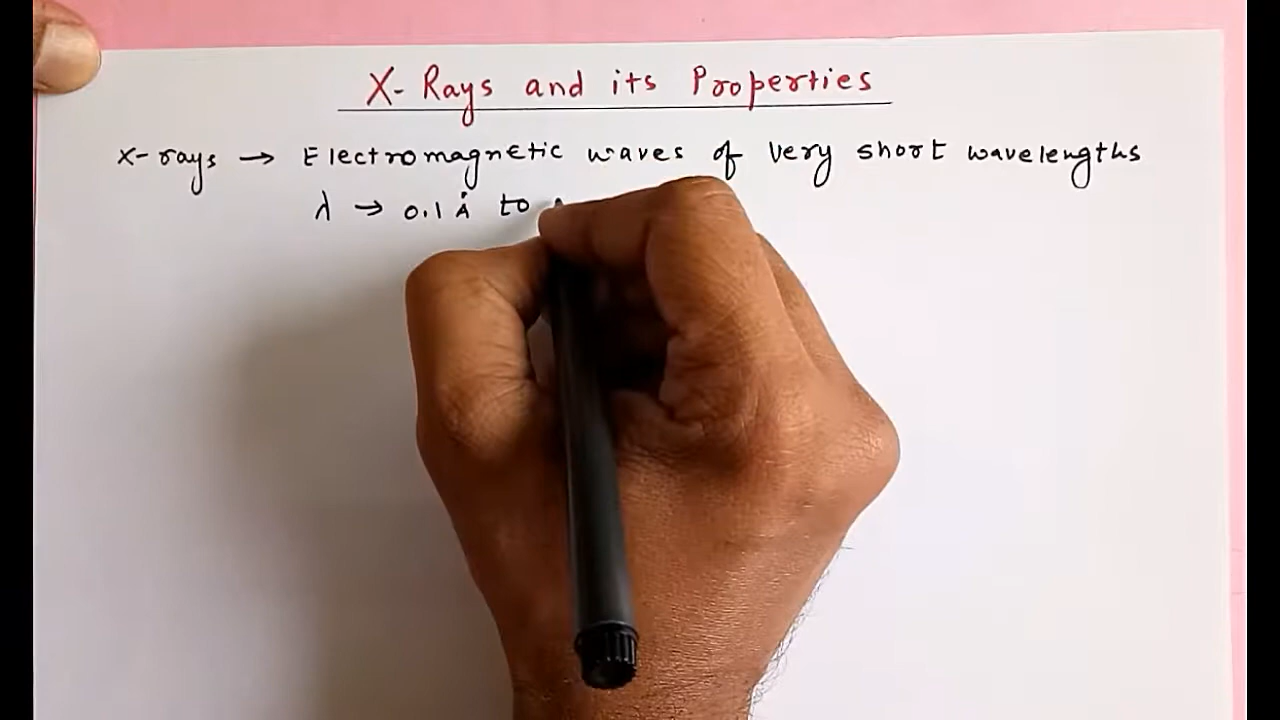 X-Rays and its Properties
X-rays → Electromagnetic waves of very short wavelengths
λ → 0.1 Å to